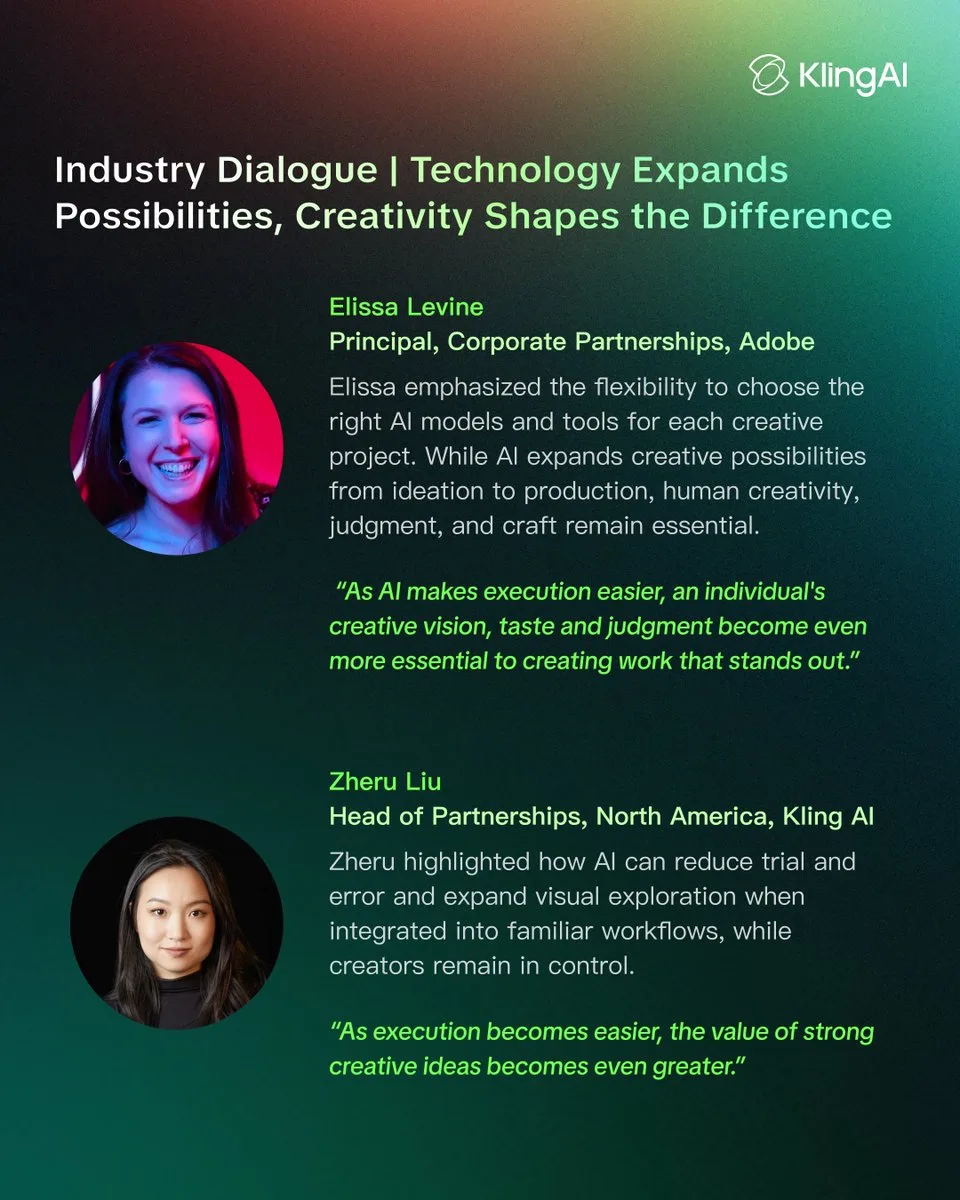 KlingAI
Industry Dialogue | Technology Expands
Possibilities, Creativity Shapes the Difference
Elissa Levine
Principal, Corporate Partnerships, Adobe
Elissa emphasized the flexibility to choose the
right AI models and tools for each creative
project. While AI expands creative possibilities
from ideation to production, human creativity,
judgment, and craft remain essential.
“As AI makes execution easier, an individual's
creative vision, taste and judgment become even
more essential to creating work that stands out.”
Zheru Liu
Head of Partnerships, North America, Kling AI
Zheru highlighted how AI can reduce trial and
error and expand visual exploration when
integrated into familiar workflows, while
creators remain in control.
“As execution becomes easier, the value of strong
creative ideas becomes even greater.”